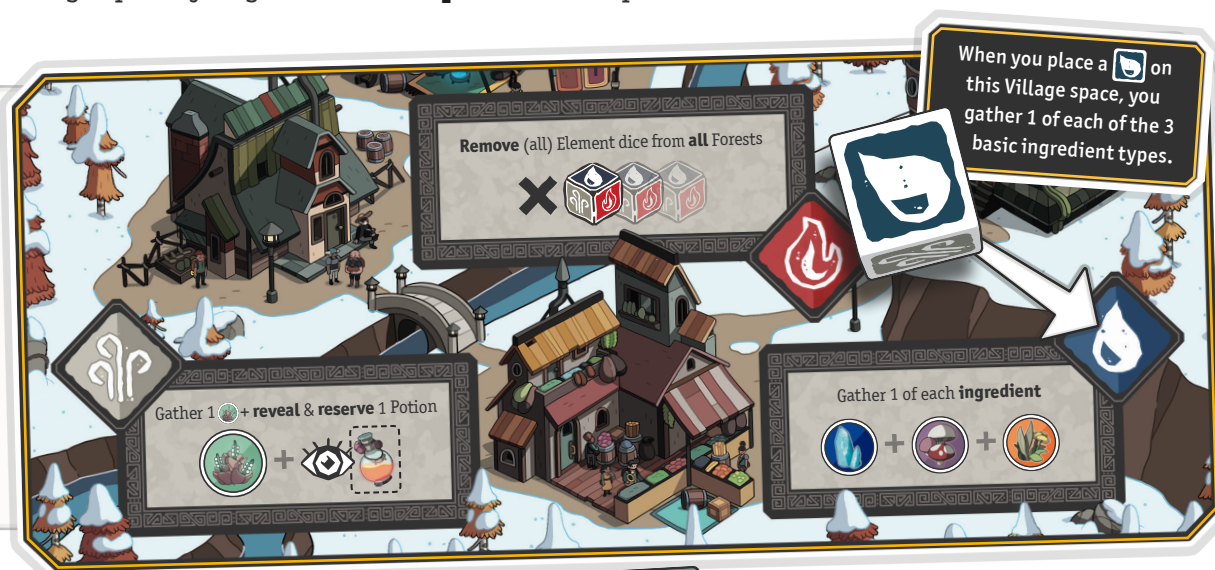 When you place a on
this Village space, you
gather 1 of each of the 3
basic ingredient types.
Remove (all) Element dice from all Forests
Gather 1 + reveal & reserve 1 Potion
+
Gather 1 of each ingredient
+ +